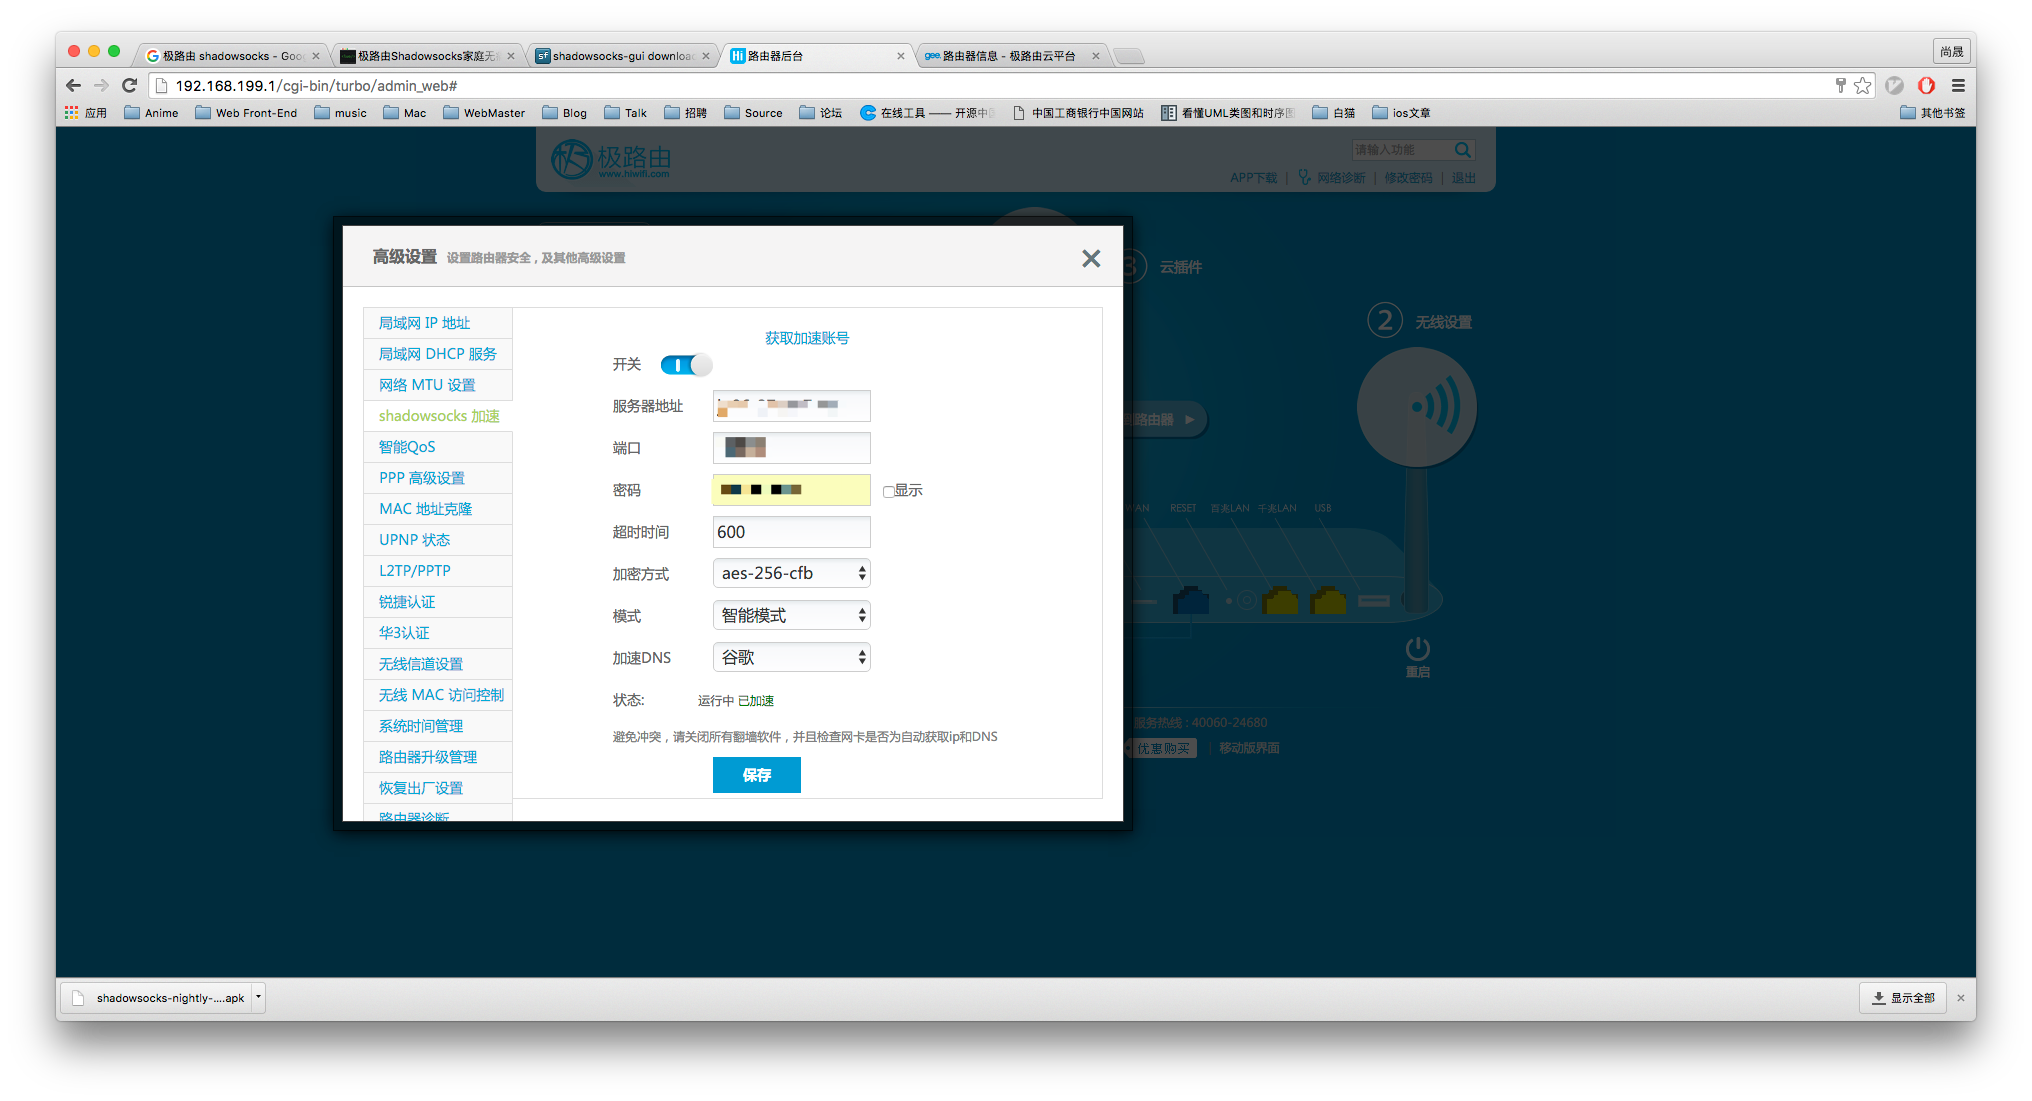 极路由 shadowsocks - Goo
极路由Shadowsocks家庭无
shadowsocks-gui downloa
路由器后台
gee. 路由器信息 - 极路由云平台
尚晟
192.168.199.1/cgi-bin/turbo/admin_web#
应用 Anime Web Front-End music Mac WebMaster Blog Talk 招聘 Source 论坛 在线工具 —— 开源中 中国工商银行中国网站 看懂UML类图和时序图 白猫 ios文章 其他书签
极路由
www.hiwifi.com
请输入功能
APP下载 | 网络诊断 | 修改密码 | 退出
高级设置 设置路由器安全，及其他高级设置
局域网 IP 地址
局域网 DHCP 服务
网络 MTU 设置
shadowsocks 加速
智能QoS
PPP 高级设置
MAC 地址克隆
UPNP 状态
L2TP/PPTP
锐捷认证
华3认证
无线信道设置
无线 MAC 访问控制
系统时间管理
路由器升级管理
恢复出厂设置
路由器诊断
获取加速账号
开关
服务器地址
端口
密码 显示
超时时间 600
加密方式 aes-256-cfb
模式 智能模式
加速DNS 谷歌
状态: 运行中 已加速
避免冲突，请关闭所有翻墙软件，并且检查网卡是否为自动获取ip和DNS
保存
3 云插件
2 无线设置
路由器
WAN RESET 百兆LAN 千兆LAN USB
重启
服务热线 : 40060-24680
优惠购买 | 移动版界面
shadowsocks-nightly-....apk
显示全部